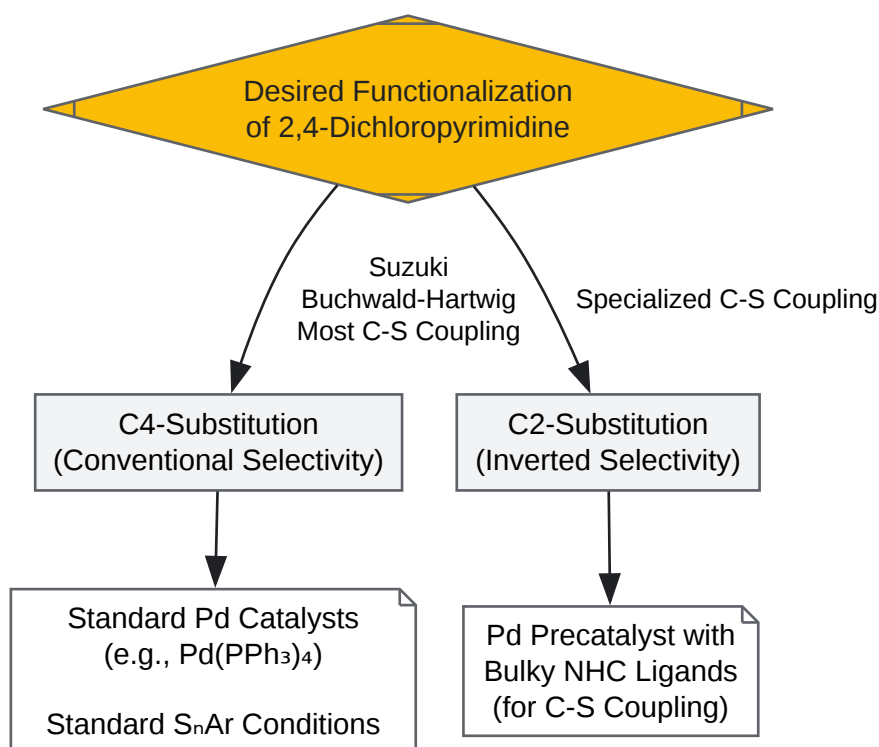 Desired Functionalization
of 2,4-Dichloropyrimidine
Suzuki
Buchwald-Hartwig
Most C-S Coupling
Specialized C-S Coupling
C4-Substitution
(Conventional Selectivity)
C2-Substitution
(Inverted Selectivity)
Standard Pd Catalysts
(e.g., Pd(PPh₃)₄)
Standard SₙAr Conditions
Pd Precatalyst with
Bulky NHC Ligands
(for C-S Coupling)